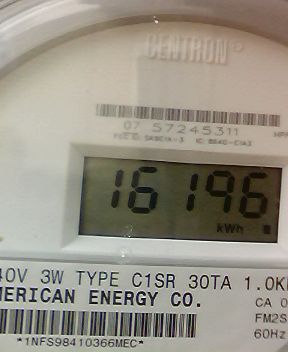 CENTRON®
07 57245311
16196
kWh
40V 3W TYPE C1SR 30TA 1.0K
MERICAN ENERGY CO.
CA 0
FM2S
60Hz
*1NFS98410366MEC*